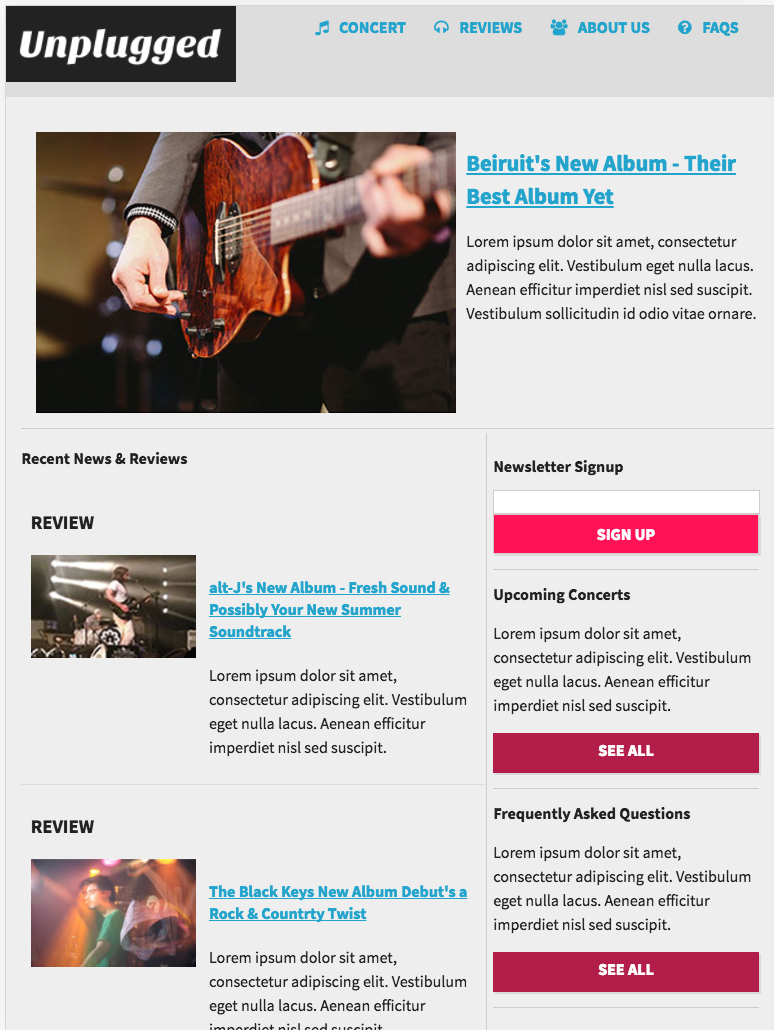 Unplugged
CONCERT
REVIEWS
ABOUT US
FAQS
Beiruit's New Album - Their
Best Album Yet
Lorem ipsum dolor sit amet, consectetur
adipiscing elit. Vestibulum eget nulla lacus.
Aenean efficitur imperdiet nisl sed suscipit.
Vestibulum sollicitudin id odio vitae ornare.
Recent News & Reviews
REVIEW
alt-J's New Album - Fresh Sound &
Possibly Your New Summer
Soundtrack
Lorem ipsum dolor sit amet,
consectetur adipiscing elit. Vestibulum
eget nulla lacus. Aenean efficitur
imperdiet nisl sed suscipit.
REVIEW
The Black Keys New Album Debut's a
Rock & Countrty Twist
Lorem ipsum dolor sit amet,
consectetur adipiscing elit. Vestibulum
eget nulla lacus. Aenean efficitur
imperdiet nisl sed suscipit.
Newsletter Signup
SIGN UP
Upcoming Concerts
Lorem ipsum dolor sit amet,
consectetur adipiscing elit. Vestibulum
eget nulla lacus. Aenean efficitur
imperdiet nisl sed suscipit.
SEE ALL
Frequently Asked Questions
Lorem ipsum dolor sit amet,
consectetur adipiscing elit. Vestibulum
eget nulla lacus. Aenean efficitur
imperdiet nisl sed suscipit.
SEE ALL